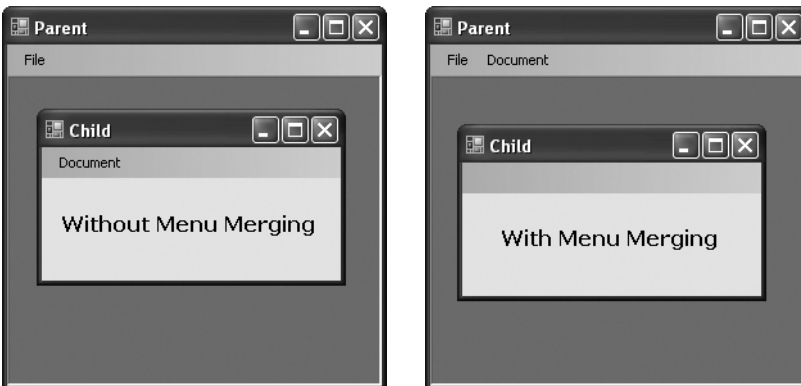 Parent
File
Child
Document
Without Menu Merging
Parent
File Document
Child
With Menu Merging